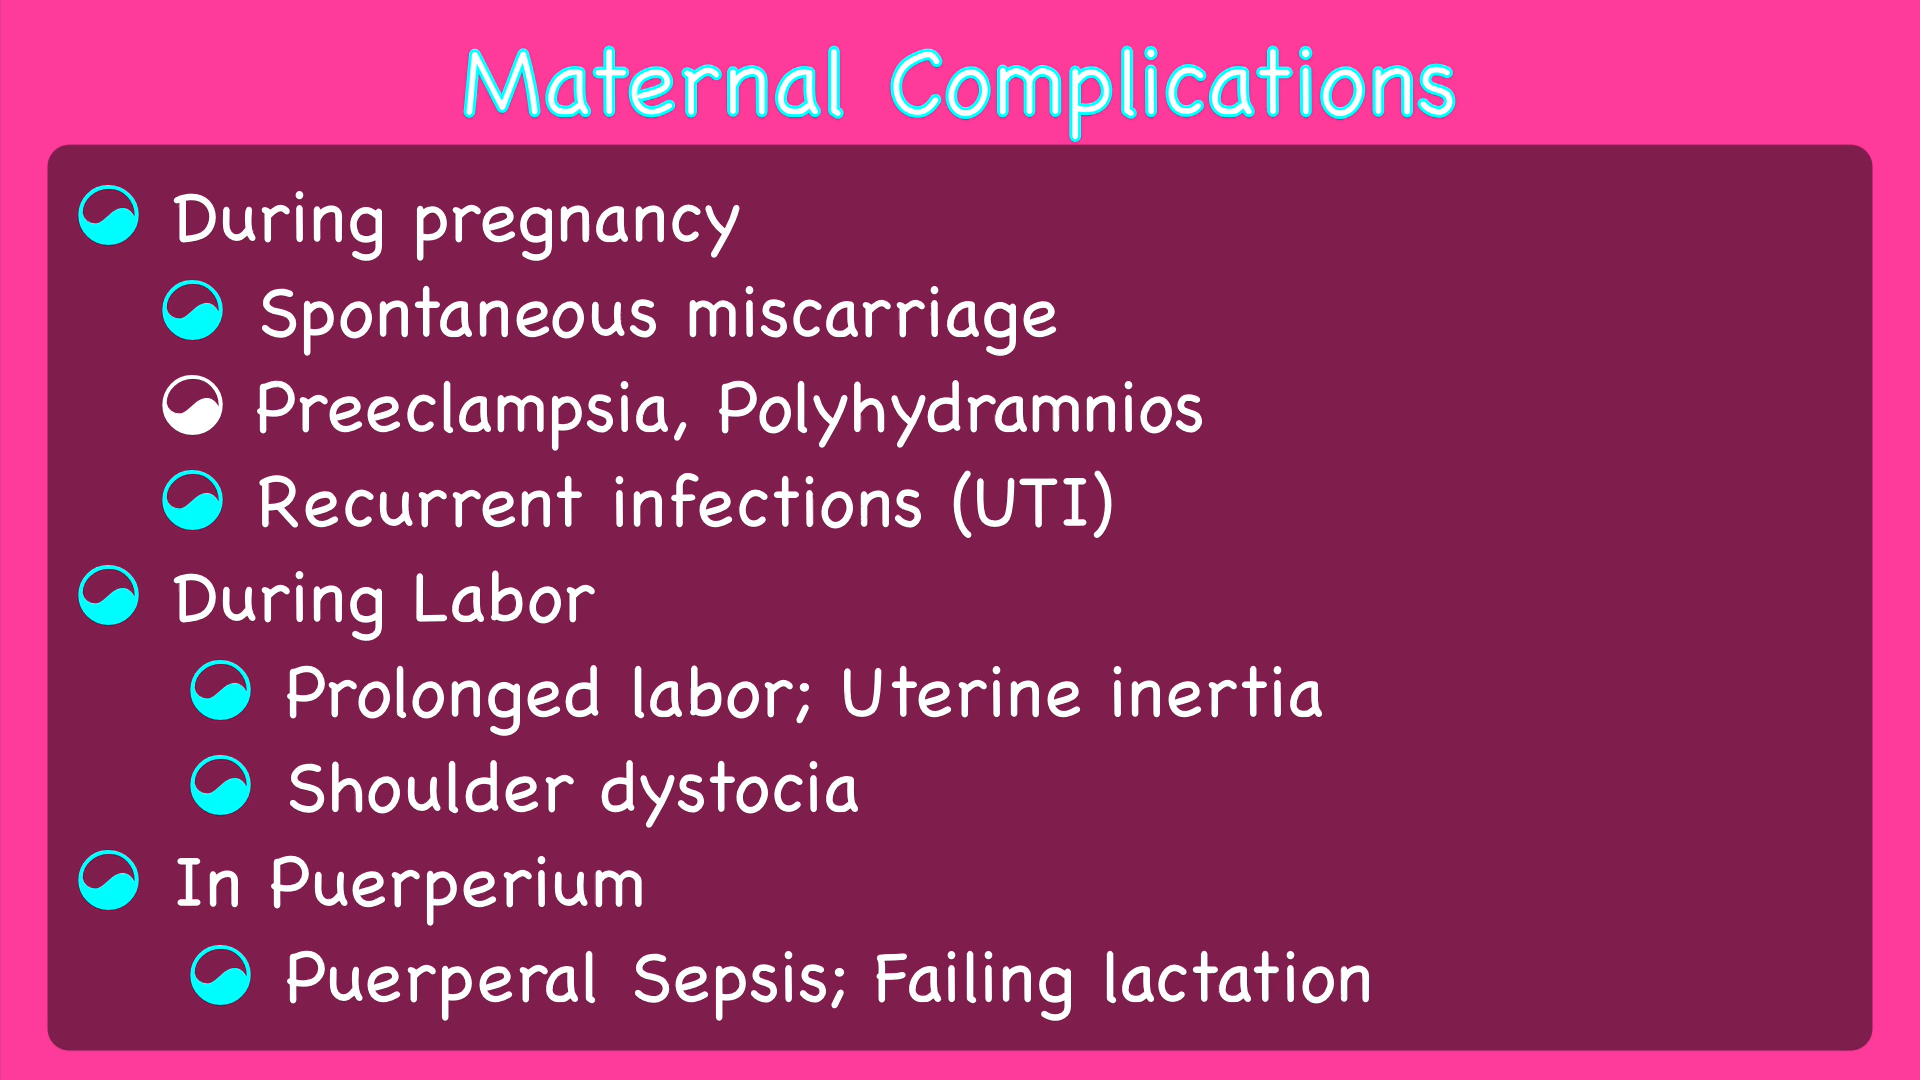 Maternal Complications
During pregnancy
Spontaneous miscarriage
Preeclampsia, Polyhydramnios
Recurrent infections (UTI)
During Labor
Prolonged labor; Uterine inertia
Shoulder dystocia
In Puerperium
Puerperal Sepsis; Failing lactation